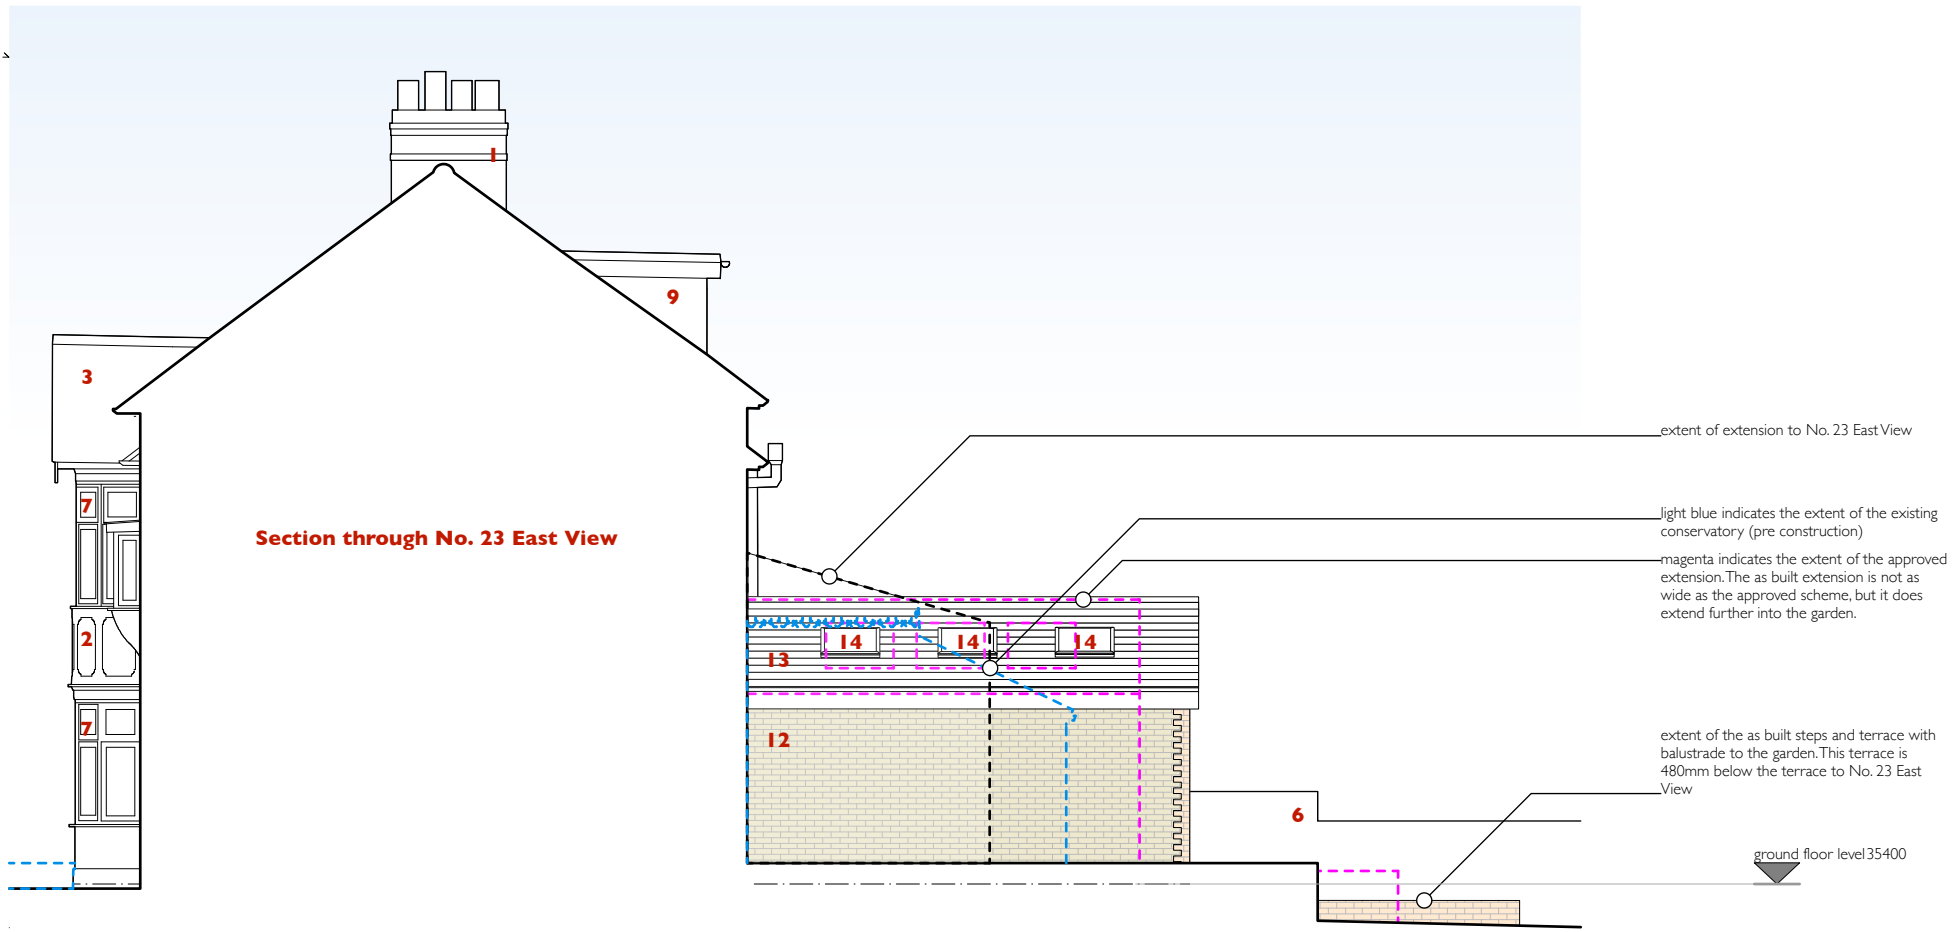 1
9
3
extent of extension to No. 23 East View
7
light blue indicates the extent of the existing
conservatory (pre construction)
Section through No. 23 East View
magenta indicates the extent of the approved
extension. The as built extension is not as
wide as the approved scheme, but it does
extend further into the garden.
2
14
14
14
13
7
12
extent of the as built steps and terrace with
balustrade to the garden. This terrace is
480mm below the terrace to No. 23 East
View
6
ground floor level 35400